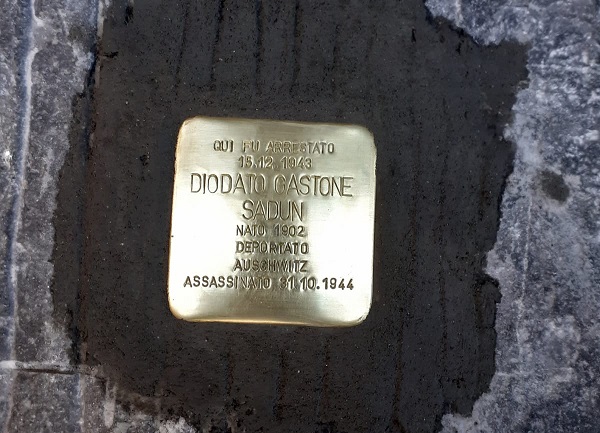 QUI FU ARRESTATO
15.12.1943
DIODATO GASTONE
SADUN
NATO 1902
DEPORTATO
AUSCHWITZ
ASSASSINATO 31.10.1944